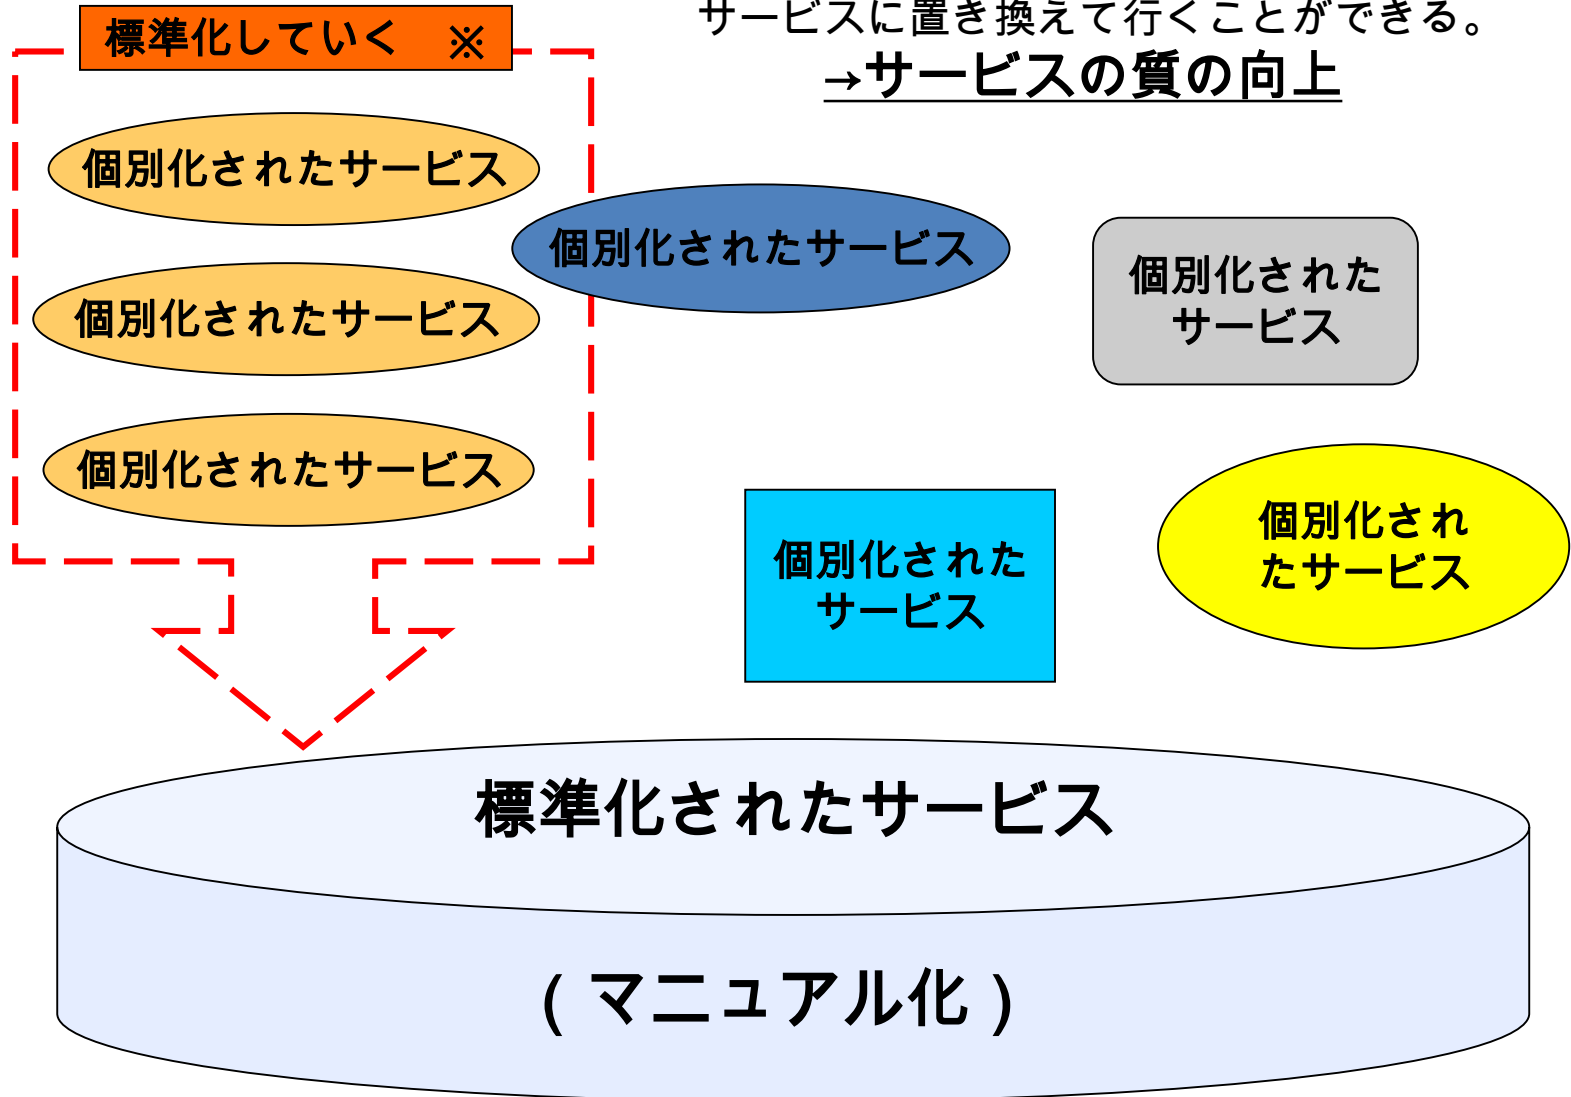 標準化していく　※
サービスに置き換えて行くことができる。
→サービスの質の向上
個別化されたサービス
個別化されたサービス
個別化された
サービス
個別化されたサービス
個別化されたサービス
個別化された
サービス
個別化され
たサービス
標準化されたサービス
（マニュアル化）